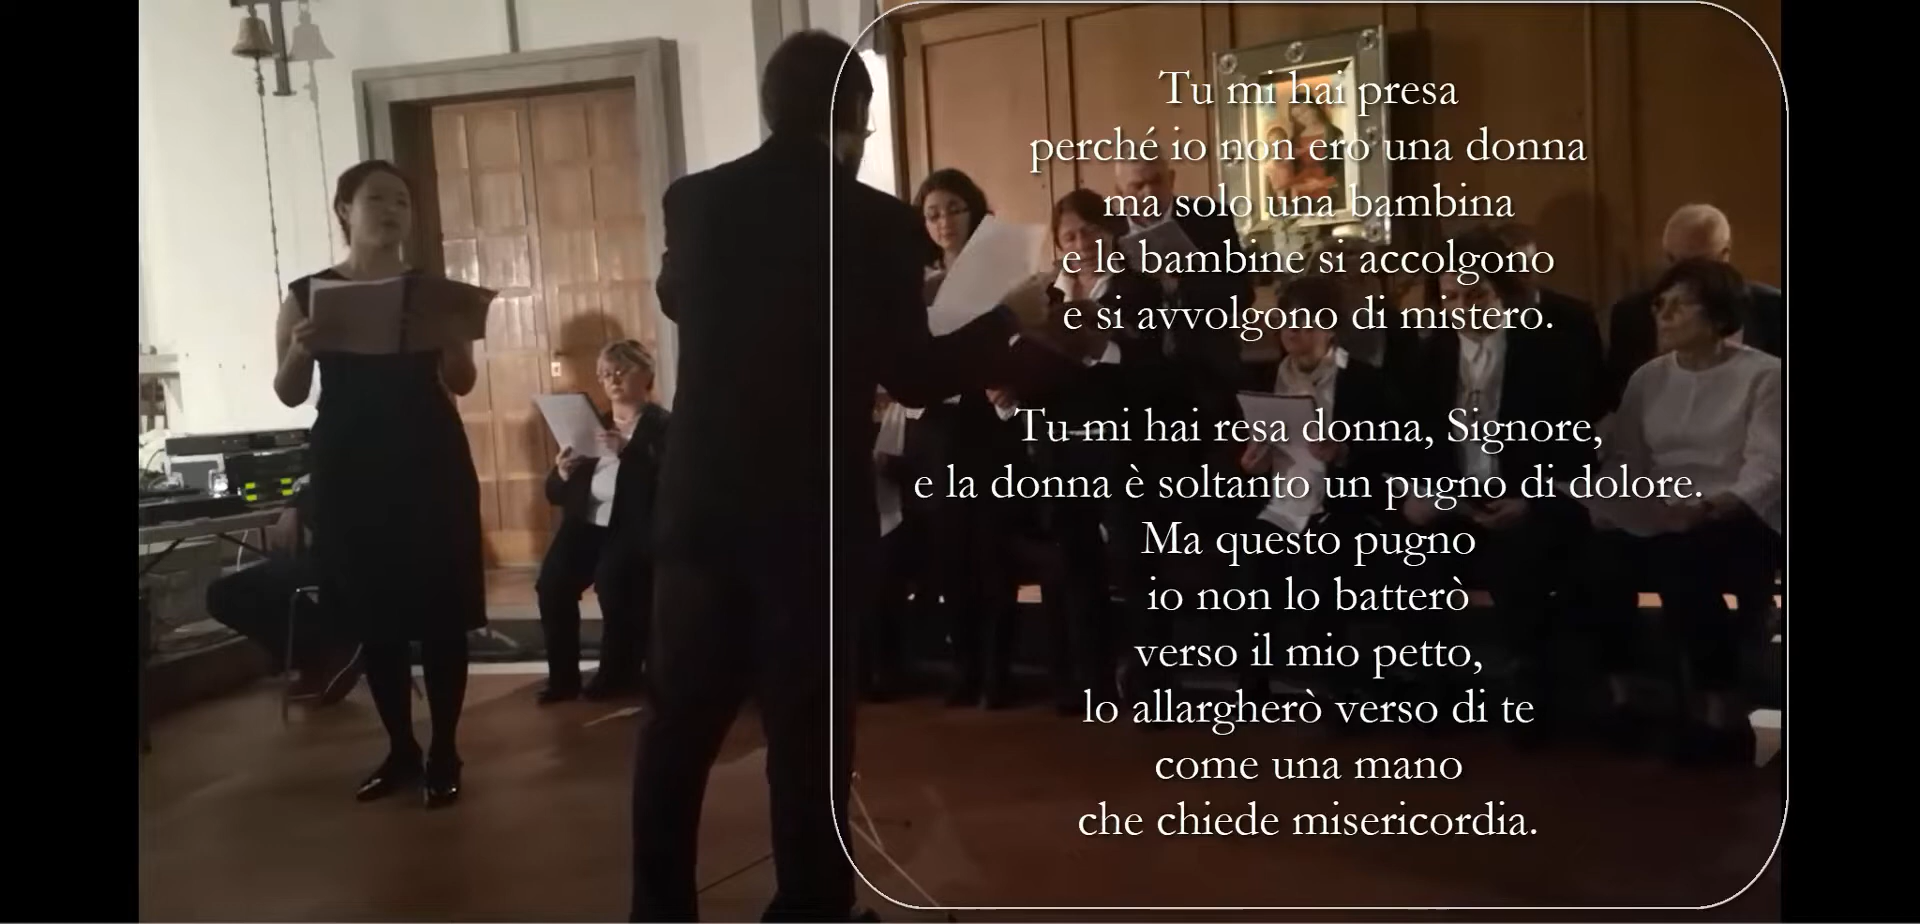 Tu mi hai presa
perché io non ero una donna
ma solo una bambina
e le bambine si accolgono
e si avvolgono di mistero.
Tu mi hai resa donna, Signore,
e la donna è soltanto un pugno di dolore.
Ma questo pugno
io non lo batterò
verso il mio petto,
lo allargherò verso di te
come una mano
che chiede misericordia.